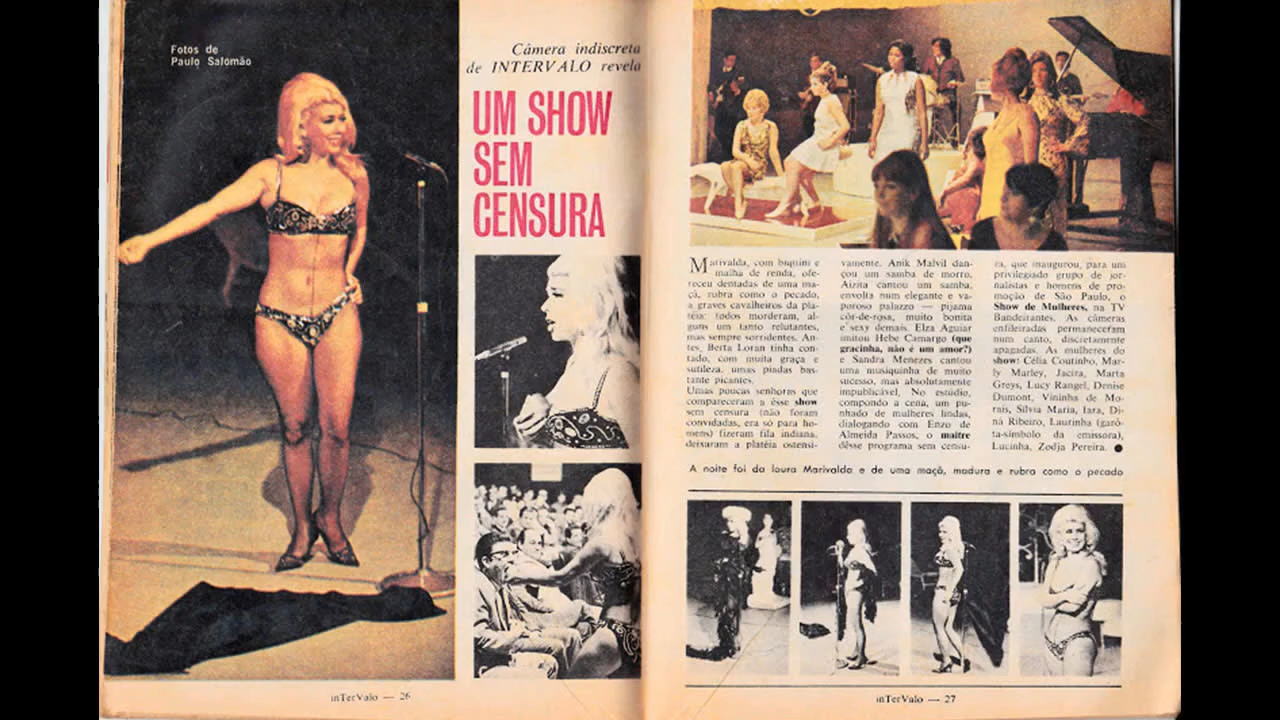 Fotos de
Paulo Salomão
Câmera indiscreta
de INTERVALO revela
UM SHOW
SEM
CENSURA
Marivalda, com biquíni e
malha de renda, ofe-
receu dentadas de uma ma-
çã, rubra como o pecado,
a graves cavalheiros da pla-
téia: todos morderam, al-
guns um tanto relutantes,
mas sempre sorridentes. An-
tes, Berta Loran tinha con-
tado, com muita graça e
sutileza, umas piadas bas-
tante picantes.
Umas poucas senhoras que
compareceram a êsse show
sem censura (não foram
convidadas, era só para ho-
mens) fizeram fila indiana,
deixaram a platéia ostensi-
vamente. Anik Malvil dan-
çou um samba de morro,
Aizita cantou um samba,
envolta num elegante e va-
poroso palazzo — pijama
côr-de-rosa, muito bonita
e sexy demais. Elza Aguiar
imitou Hebe Camargo (que
gracinha, não é um amor?)
e Sandra Menezes cantou
uma musiquinha de muito
sucesso, mas absolutamente
impublicável. No estúdio,
compondo a cena, um pu-
nhado de mulheres lindas,
dialogando com Enzo de
Almeida Passos, o maitre
dêsse programa sem censu-
ra, que inaugurou, para um
privilegiado grupo de jor-
nalistas e homens de pro-
moção de São Paulo, o
Show de Mulheres, na TV
Bandeirantes. As câmeras
enfileiradas permaneceram
num canto, discretamente
apagadas. As mulheres do
show: Célia Coutinho, Mar-
ly Marley, Jacira, Marta
Greys, Lucy Rangel, Denise
Dumont, Vininha de Mo-
rais, Sílvia Maria, Iara, Di-
ná Ribeiro, Laurinha (garô-
ta-símbolo da emissora),
Lucinha, Zodja Pereira.
A noite foi da loura Marivalda e de uma maçã, madura e rubra como o pecado
inTerValo — 26
inTerValo — 27